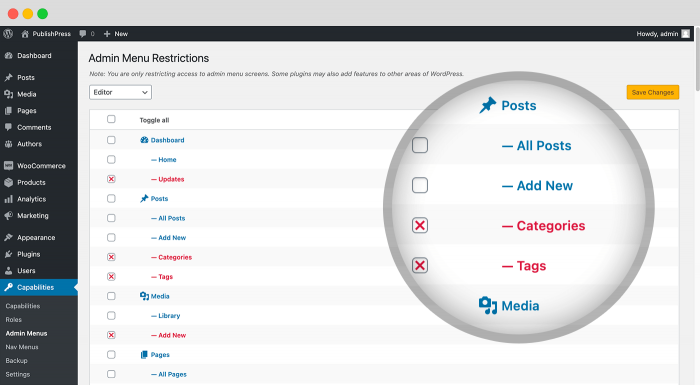 PublishPress
0
New
Howdy, admin
Dashboard
Posts
Media
Pages
Comments
Authors
WooCommerce
Products
Analytics
Marketing
Appearance
Plugins
Users
Capabilities
Capabilities
Roles
Admin Menus
Nav Menus
Backup
Settings
Admin Menu Restrictions
Note: You are only restricting access to admin menu screens. Some plugins may also add features to other areas of WordPress.
Editor
Save Changes
Toggle all
Dashboard
— Home
— Updates
Posts
— All Posts
— Add New
— Categories
— Tags
Media
— Library
— Add New
Pages
— All Pages
Posts
— All Posts
— Add New
— Categories
— Tags
Media